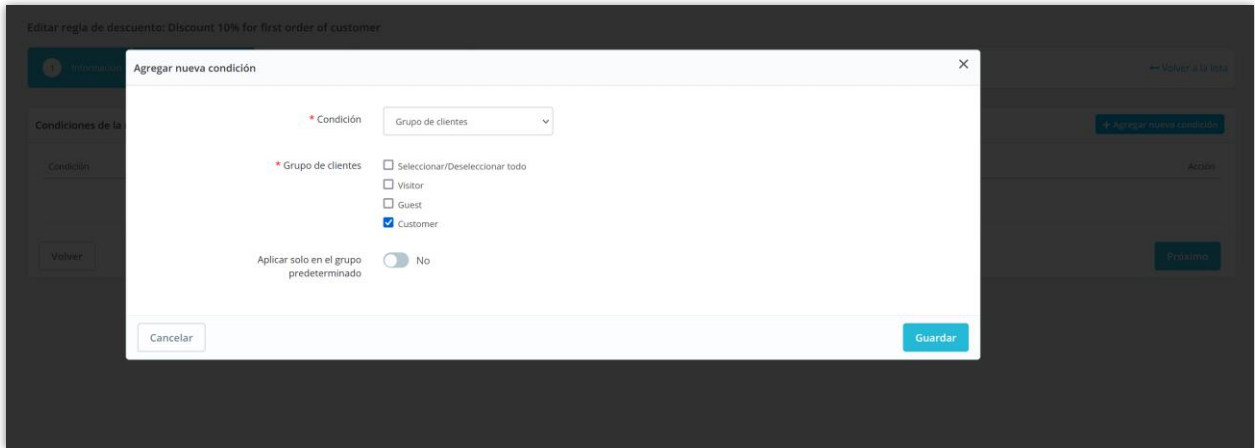 Editar regla de descuento: Discount 10% for first order of customer
1 Información
Volver a la lista
Agregar nueva condición
×
Condiciones de la
+ Agregar nueva condición
Condición
Acción
* Condición
Grupo de clientes
* Grupo de clientes
Seleccionar/Deseleccionar todo
Visitor
Guest
Customer
Aplicar solo en el grupo
predeterminado
No
Volver
Próximo
Cancelar
Guardar